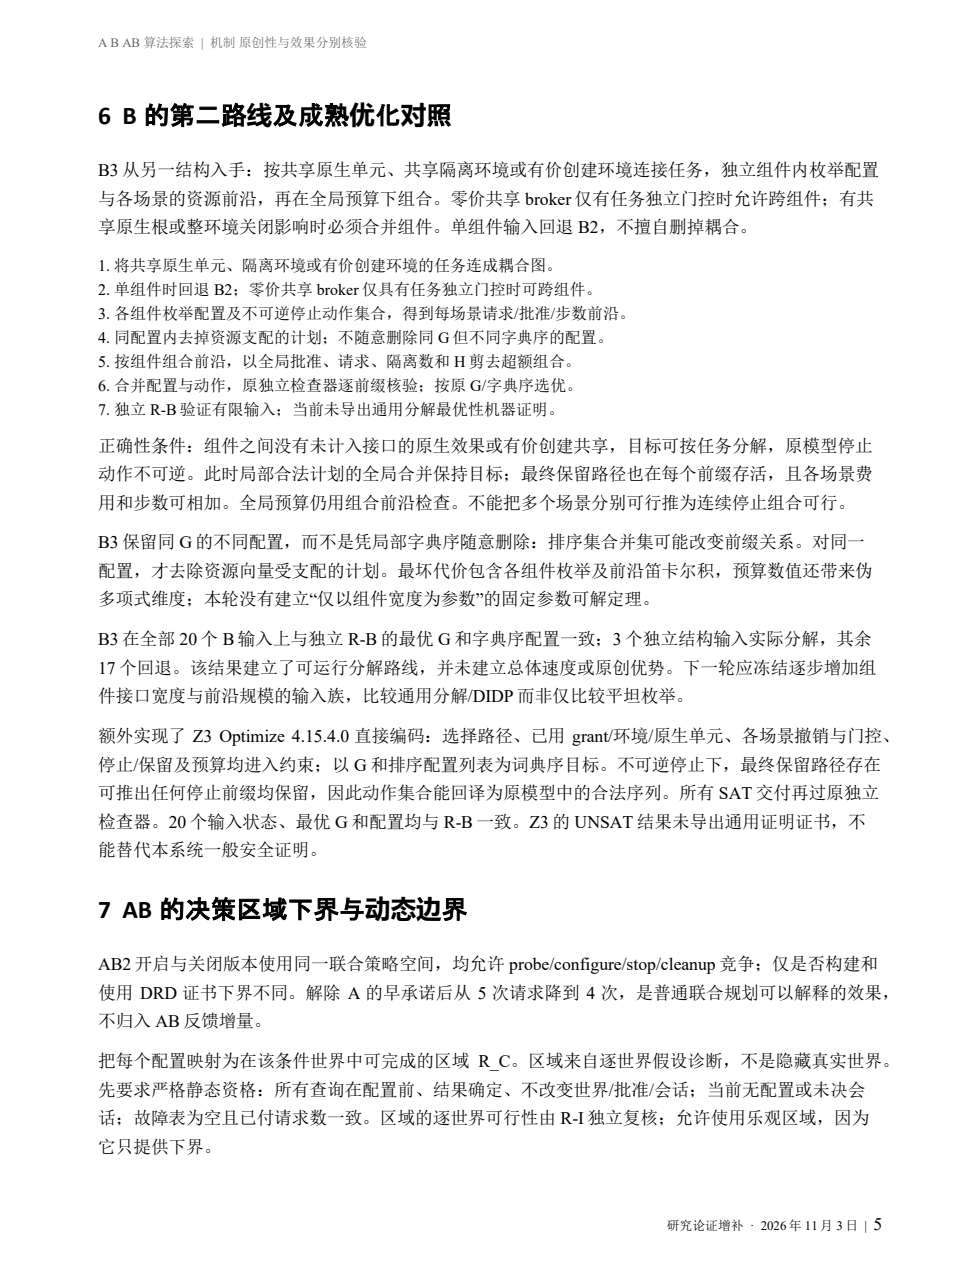 A B AB 算法探索 | 机制 原创性与效果分别核验
6 B 的第二路线及成熟优化对照
B3 从另一结构入手：按共享原生单元、共享隔离环境或有价创建环境连接任务，独立组件内枚举配置
与各场景的资源前沿，再在全局预算下组合。零价共享 broker 仅有任务独立门控时允许跨组件；有共
享原生根或整环境关闭影响时必须合并组件。单组件输入回退 B2，不擅自删掉耦合。
1. 将共享原生单元、隔离环境或有价创建环境的任务连成耦合图。
2. 单组件时回退 B2；零价共享 broker 仅具有任务独立门控时可跨组件。
3. 各组件枚举配置及不可逆停止动作集合，得到每场景请求/批准/步数前沿。
4. 同配置内去掉资源支配的计划；不随意删除同 G 但不同字典序的配置。
5. 按组件组合前沿，以全局批准、请求、隔离数和 H 剪去超额组合。
6. 合并配置与动作，原独立检查器逐前缀核验；按原 G/字典序选优。
7. 独立 R-B 验证有限输入；当前未导出通用分解最优性机器证明。
正确性条件：组件之间没有未计入接口的原生效果或有价创建共享，目标可按任务分解，原模型停止
动作不可逆。此时局部合法计划的全局合并保持目标；最终保留路径也在每个前缀存活，且各场景费
用和步数可相加。全局预算仍用组合前沿检查。不能把多个场景分别可行推为连续停止组合可行。
B3 保留同 G 的不同配置，而不是凭局部字典序随意删除：排序集合并集可能改变前缀关系。对同一
配置，才去除资源向量受支配的计划。最坏代价包含各组件枚举及前沿笛卡尔积，预算数值还带来伪
多项式维度；本轮没有建立“仅以组件宽度为参数”的固定参数可解定理。
B3 在全部 20 个 B 输入上与独立 R-B 的最优 G 和字典序配置一致；3 个独立结构输入实际分解，其余
17 个回退。该结果建立了可运行分解路线，并未建立总体速度或原创优势。下一轮应冻结逐步增加组
件接口宽度与前沿规模的输入族，比较通用分解/DIDP 而非仅比较平坦枚举。
额外实现了 Z3 Optimize 4.15.4.0 直接编码：选择路径、已用 grant/环境/原生单元、各场景撤销与门控、
停止/保留及预算均进入约束；以 G 和排序配置列表为词典序目标。不可逆停止下，最终保留路径存在
可推出任何停止前缀均保留，因此动作集合能回译为原模型中的合法序列。所有 SAT 交付再过原独立
检查器。20 个输入状态、最优 G 和配置均与 R-B 一致。Z3 的 UNSAT 结果未导出通用证明证书，不
能替代本系统一般安全证明。
7 AB 的决策区域下界与动态边界
AB2 开启与关闭版本使用同一联合策略空间，均允许 probe/configure/stop/cleanup 竞争；仅是否构建和
使用 DRD 证书下界不同。解除 A 的早承诺后从 5 次请求降到 4 次，是普通联合规划可以解释的效果，
不归入 AB 反馈增量。
把每个配置映射为在该条件世界中可完成的区域 R_C。区域来自逐世界假设诊断，不是隐藏真实世界。
先要求严格静态资格：所有查询在配置前、结果确定、不改变世界/批准/会话；当前无配置或未决会
话；故障表为空且已付请求数一致。区域的逐世界可行性由 R-I 独立复核；允许使用乐观区域，因为
它只提供下界。
研究论证增补 · 2026 年 11 月 3 日 | 5